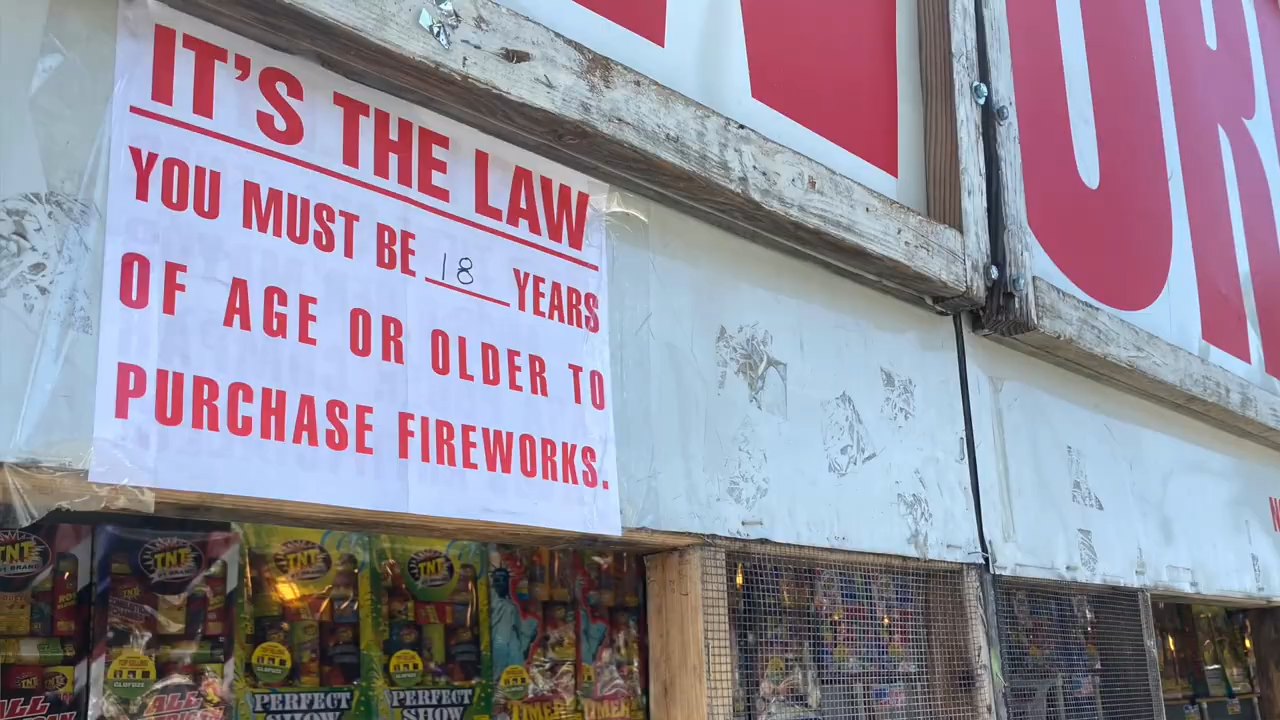 IT'S THE LAW
YOU MUST BE 18 YEARS
OF AGE OR OLDER TO
PURCHASE FIREWORKS.
TNT
TNT
TNT
TNT
PERFECT
SHOW
PERFECT
SHOW
ALL